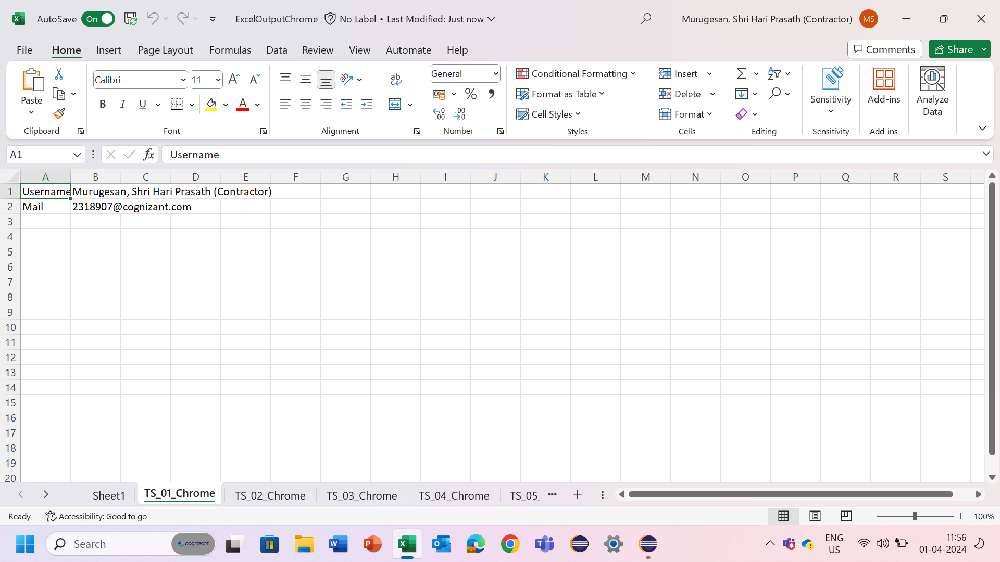 AutoSave On ExcelOutputChrome No Label • Last Modified: Just now Murugesan, Shri Hari Prasath (Contractor) MS
File Home Insert Page Layout Formulas Data Review View Automate Help Comments Share
Paste Calibri 11 A A ab c General Conditional Formatting Insert Σ A Z Sensitivity Add-ins Analyze Data
B I U A % , Format as Table Delete
.00 .00 Cell Styles Format
Clipboard Font Alignment Number Styles Cells Editing Sensitivity Add-ins
A1 fx Username
A B C D E F G H I J K L M N O P Q R S
1 Username Murugesan, Shri Hari Prasath (Contractor)
2 Mail 2318907@cognizant.com
3
4
5
6
7
8
9
10
11
12
13
14
15
16
17
18
19
20
Sheet1 TS_01_Chrome TS_02_Chrome TS_03_Chrome TS_04_Chrome TS_05_ ••• +
Ready Accessibility: Good to go 100%
Search cognizant ENG US 11:56 01-04-2024